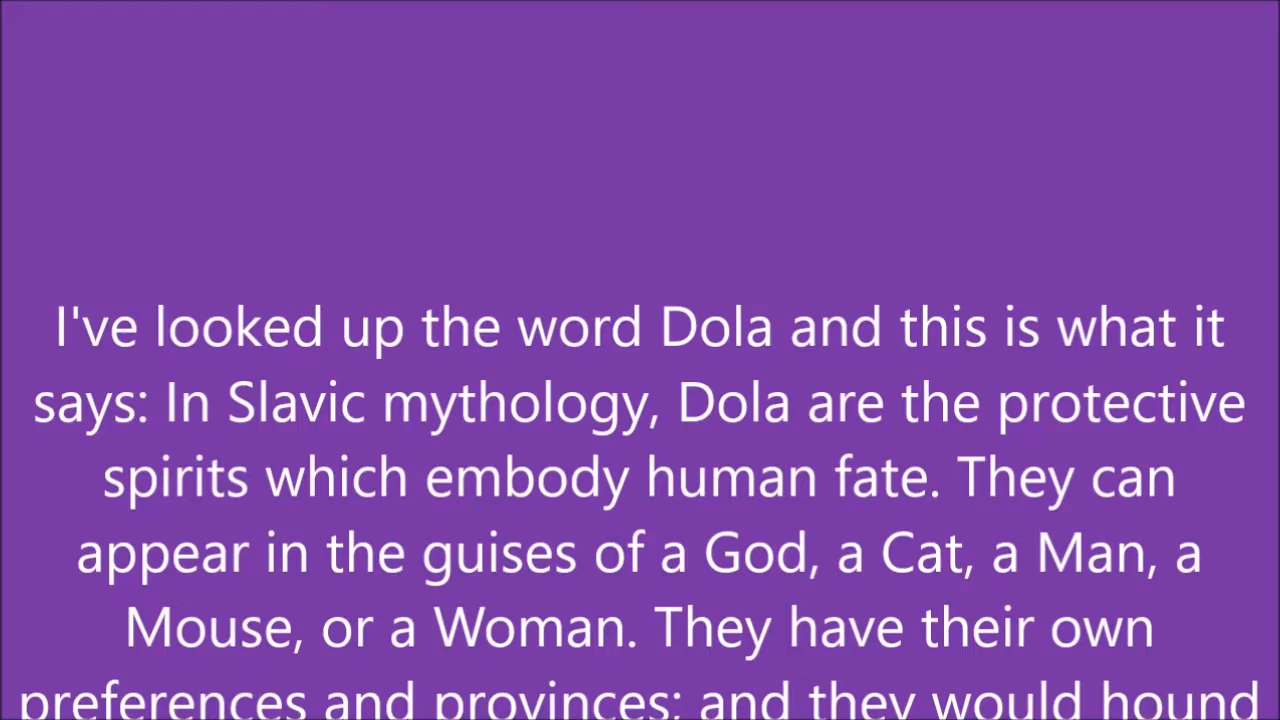 I've looked up the word Dola and this is what it
says: In Slavic mythology, Dola are the protective
spirits which embody human fate. They can
appear in the guises of a God, a Cat, a Man, a
Mouse, or a Woman. They have their own
preferences and provinces; and they would hound